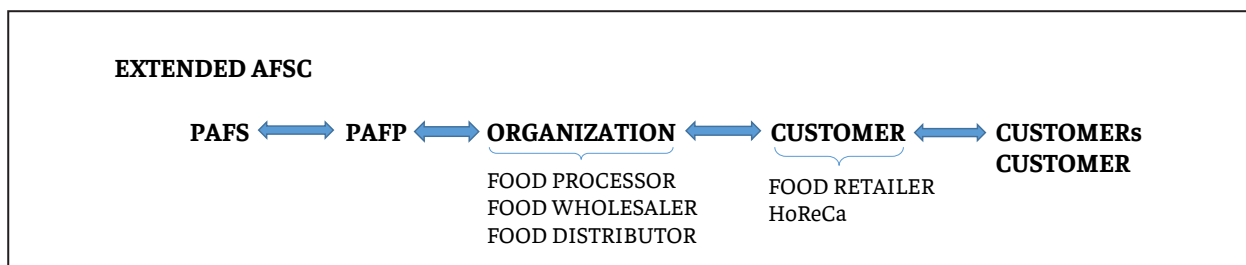 EXTENDED AFSC
PAFS PAFP ORGANIZATION CUSTOMER CUSTOMERs
CUSTOMER
FOOD PROCESSOR FOOD RETAILER
FOOD WHOLESALER HoReCa
FOOD DISTRIBUTOR